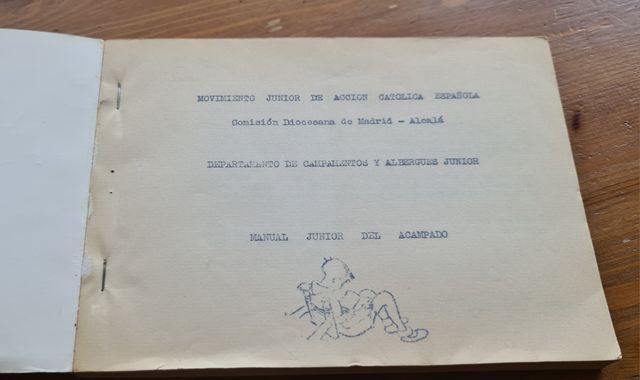 MOVIMIENTO JUNIOR DE ACCION CATOLICA ESPAÑOLA
Comisión Diocesana de Madrid - Alcalá
DEPARTAMENTO DE CAMPAMENTOS Y ALBERGUES JUNIOR
MANUAL JUNIOR DEL ACAMPADO